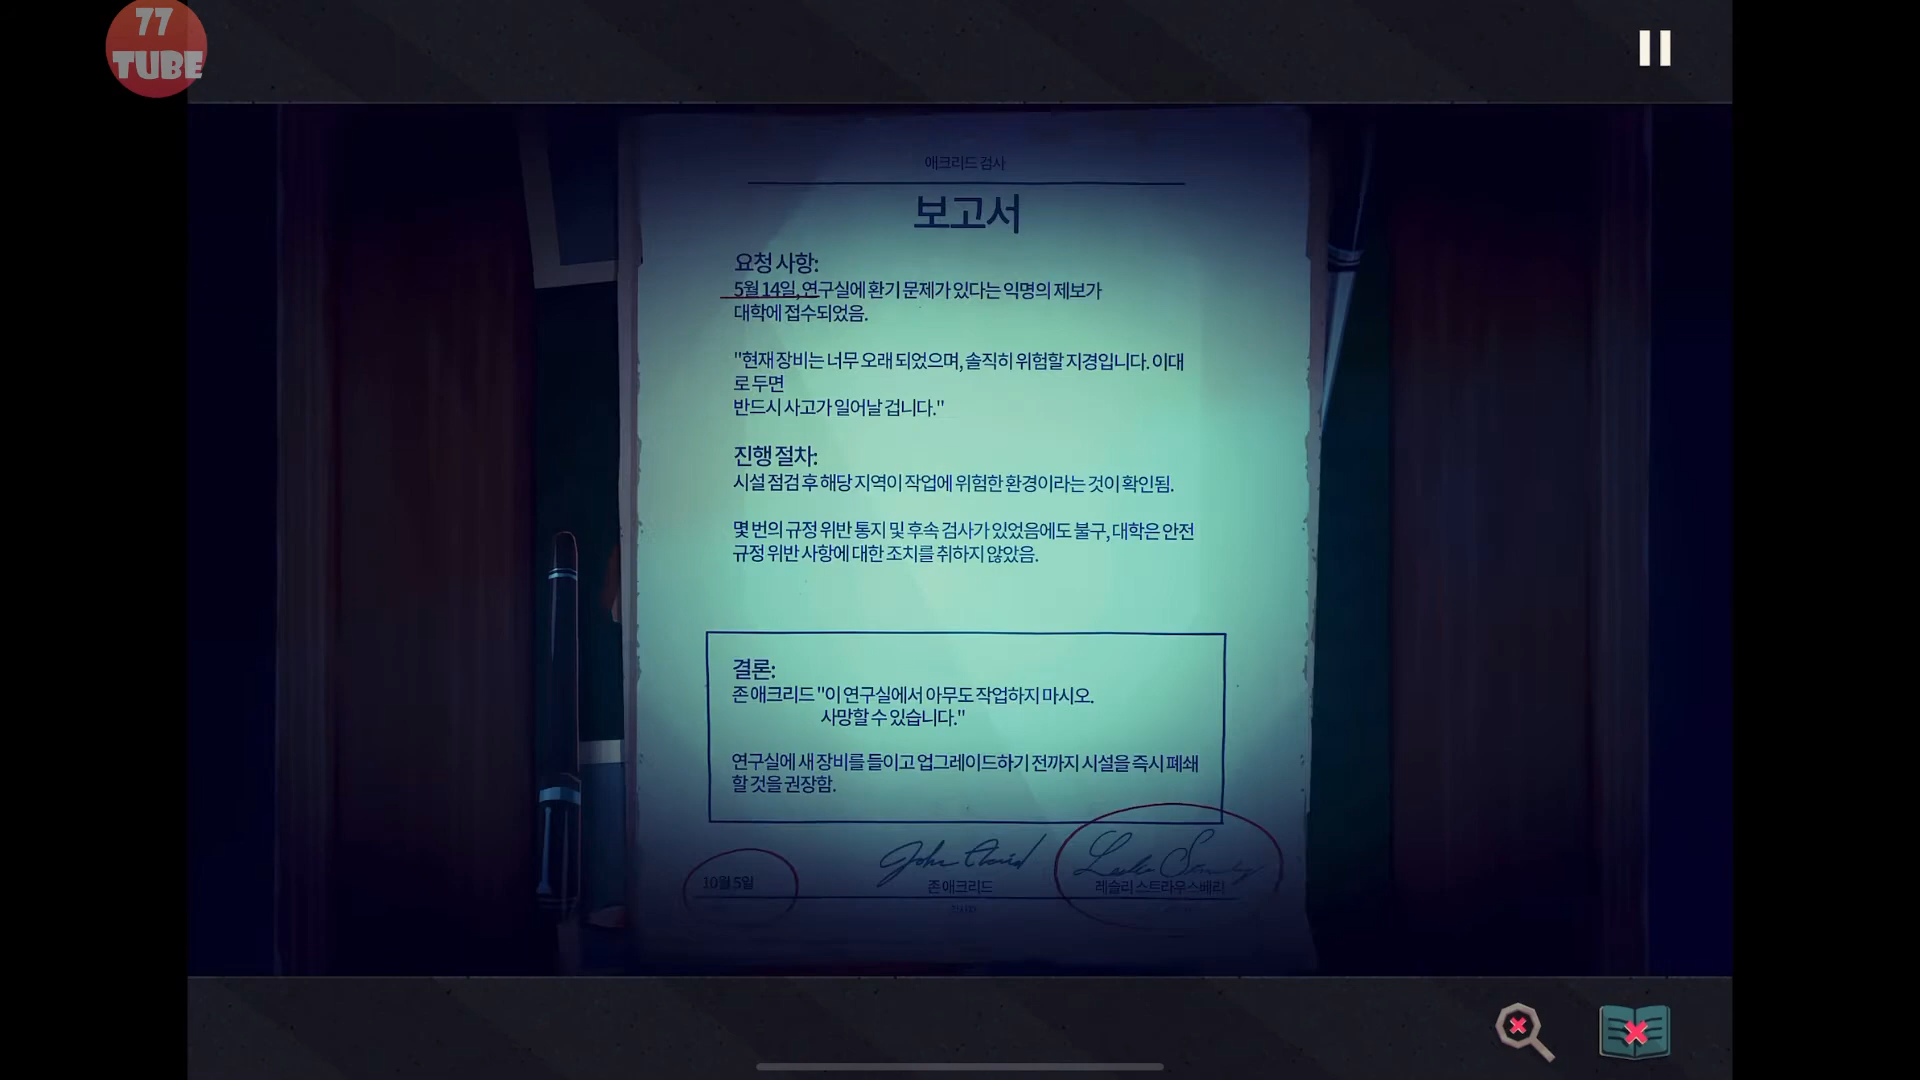 77
TUBE
애크리드 검사
보고서
요청 사항:
5월 14일, 연구실에 환기 문제가 있다는 익명의 제보가
대학에 접수되었음.
"현재 장비는 너무 오래 되었으며, 솔직히 위험할 지경입니다. 이대
로 두면
반드시 사고가 일어날 겁니다."
진행 절차:
시설 점검 후 해당 지역이 작업에 위험한 환경이라는 것이 확인됨.
몇 번의 규정 위반 통지 및 후속 검사가 있었음에도 불구, 대학은 안전
규정 위반 사항에 대한 조치를 취하지 않았음.
결론:
존 애크리드 "이 연구실에서 아무도 작업하지 마시오.
사망할 수 있습니다."
연구실에 새 장비를 들이고 업그레이드하기 전까지 시설을 즉시 폐쇄
할 것을 권장함.
John
10월 5일
존 애크리드
레슬리 스트라우스베리